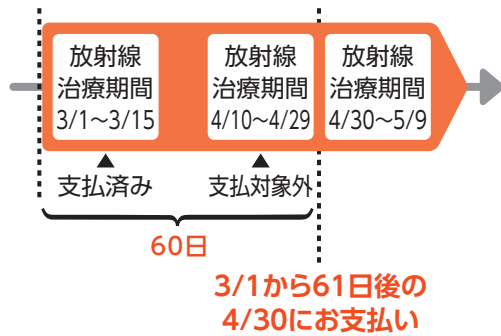 放射線
治療期間
3/1～3/15
放射線
治療期間
4/10～4/29
放射線
治療期間
4/30～5/9
▲
支払済み
▲
支払対象外
60日
3/1から61日後の
4/30にお支払い